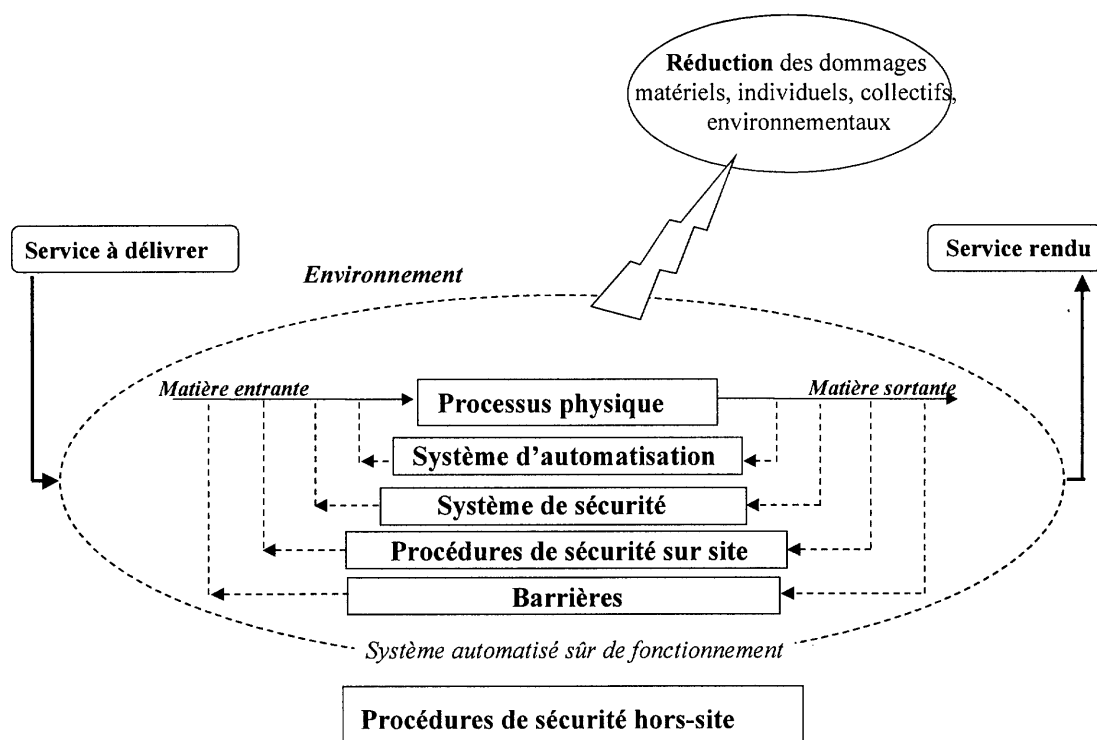 Réduction des dommages
matériels, individuels, collectifs,
environnementaux
Service à délivrer
Service rendu
Environnement
Matière entrante
Matière sortante
Processus physique
Système d'automatisation
Système de sécurité
Procédures de sécurité sur site
Barrières
Système automatisé sûr de fonctionnement
Procédures de sécurité hors-site